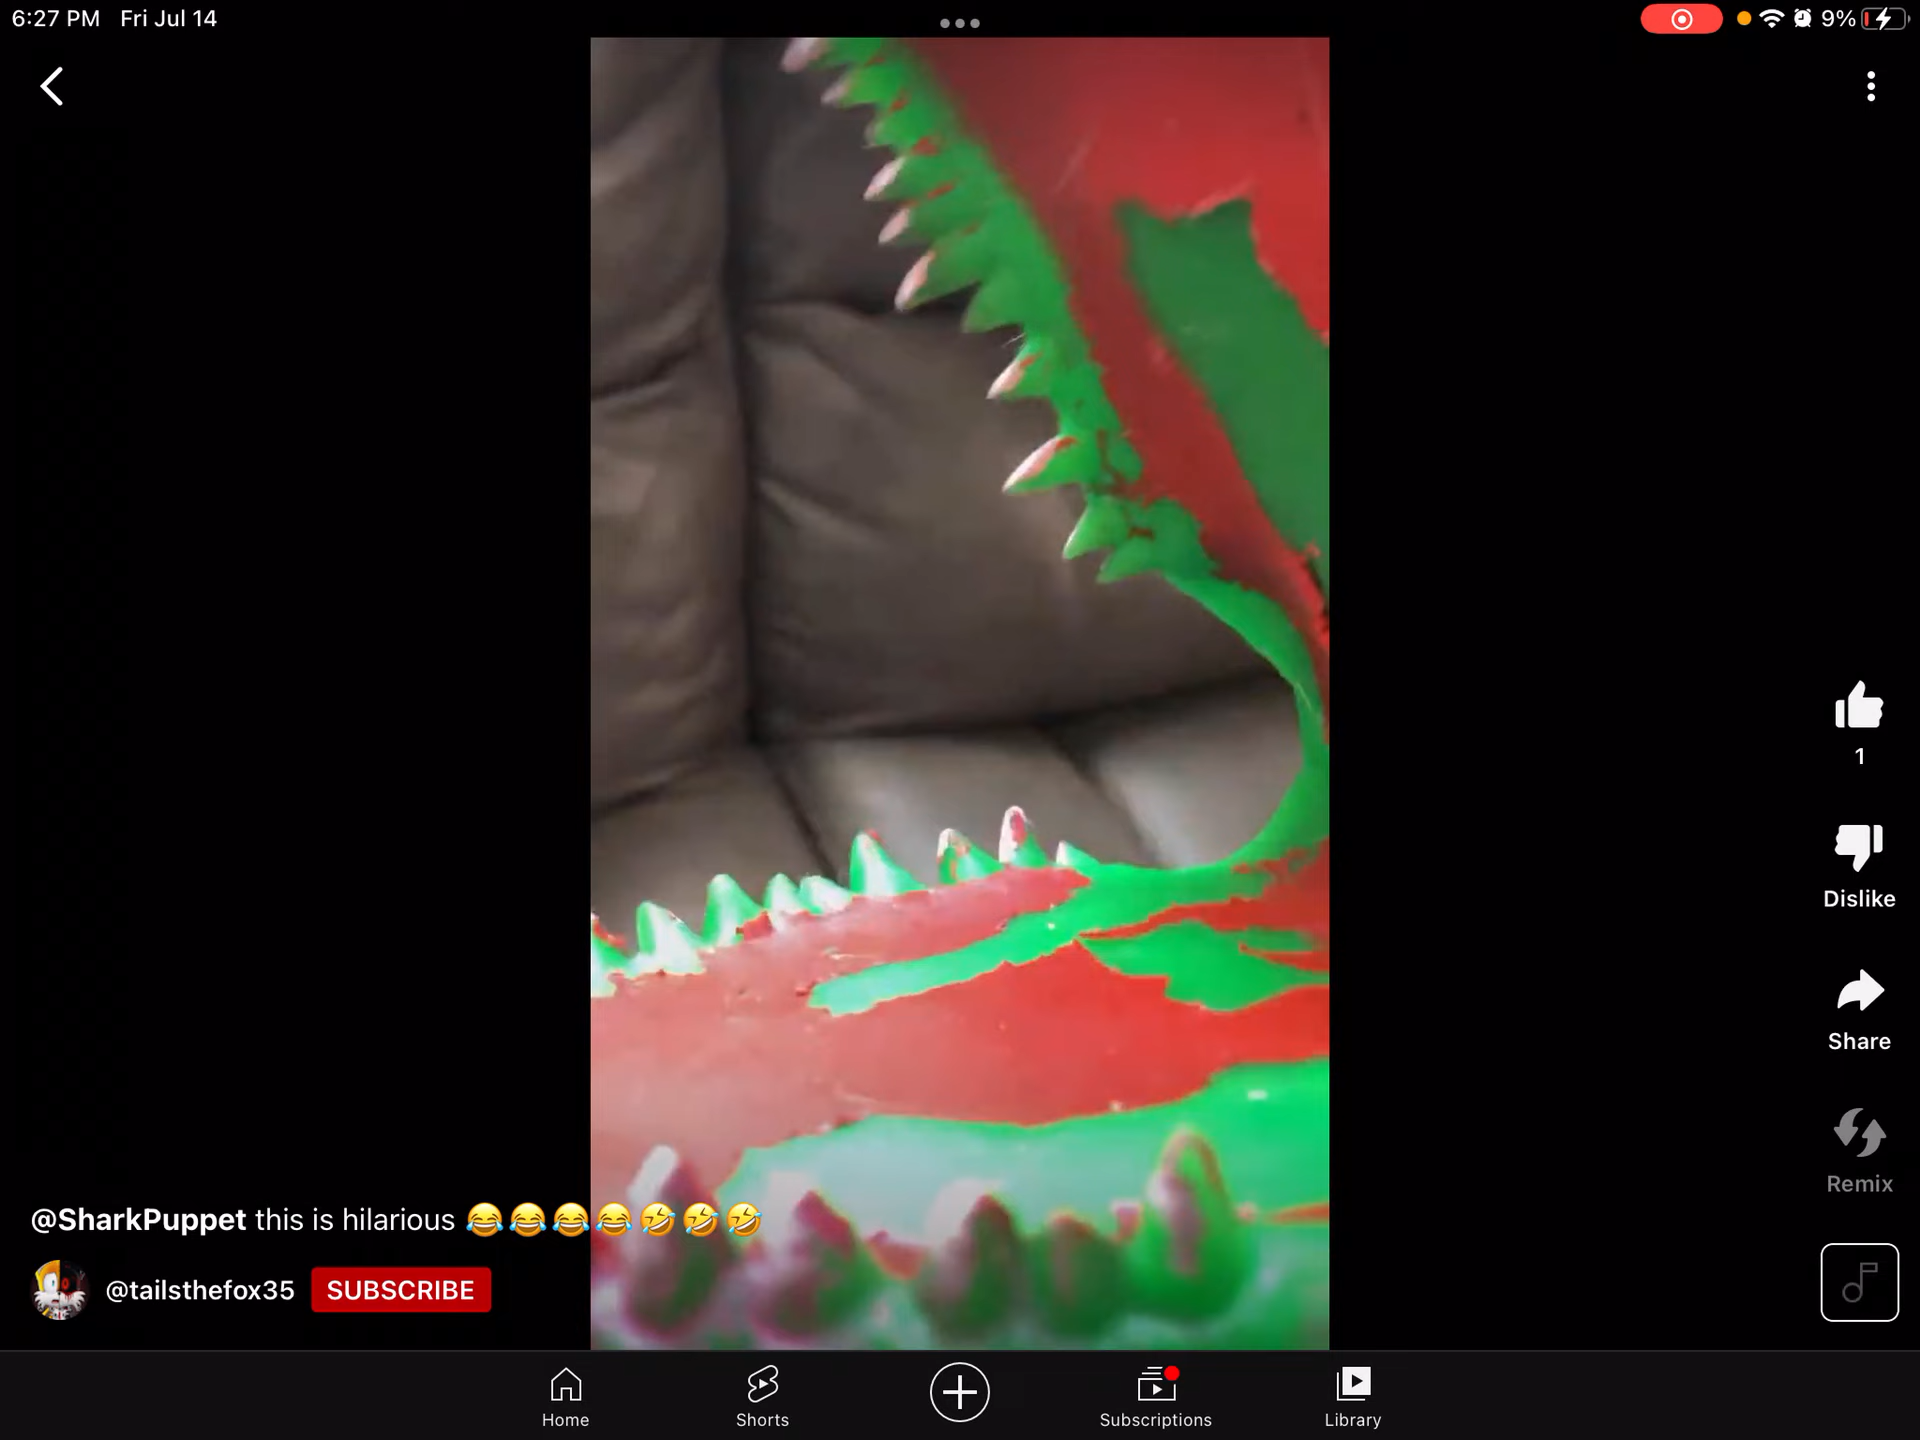 6:27 PM Fri Jul 14
9%
1
Dislike
Share
Remix
@SharkPuppet this is hilarious 😂😂😂😂🤣🤣🤣
@tailsthefox35 SUBSCRIBE
Home Shorts Subscriptions Library